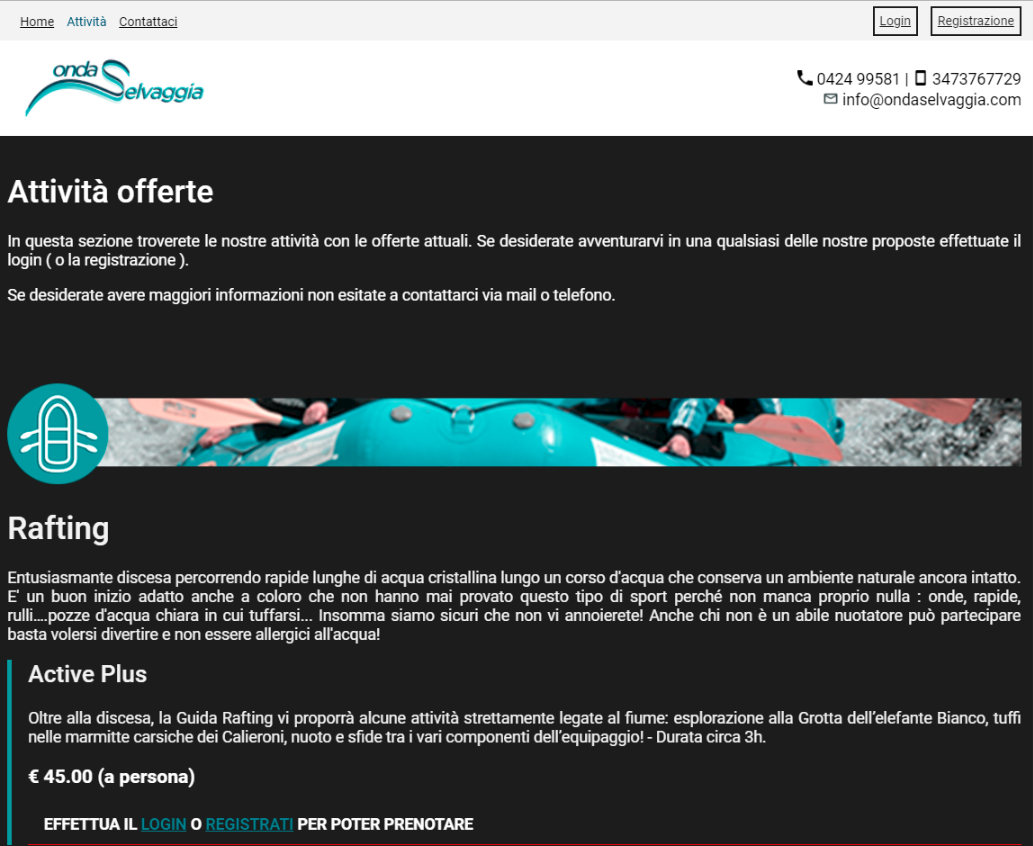 Home Attività Contattaci Login Registrazione
onda Selvaggia
0424 99581 | 3473767729
info@ondaselvaggia.com
Attività offerte
In questa sezione troverete le nostre attività con le offerte attuali. Se desiderate avventurarvi in una qualsiasi delle nostre proposte effettuate il
login ( o la registrazione ).
Se desiderate avere maggiori informazioni non esitate a contattarci via mail o telefono.
Rafting
Entusiasmante discesa percorrendo rapide lunghe di acqua cristallina lungo un corso d'acqua che conserva un ambiente naturale ancora intatto.
E' un buon inizio adatto anche a coloro che non hanno mai provato questo tipo di sport perché non manca proprio nulla : onde, rapide,
rulli....pozze d'acqua chiara in cui tuffarsi... Insomma siamo sicuri che non vi annoierete! Anche chi non è un abile nuotatore può partecipare
basta volersi divertire e non essere allergici all'acqua!
Active Plus
Oltre alla discesa, la Guida Rafting vi proporrà alcune attività strettamente legate al fiume: esplorazione alla Grotta dell’elefante Bianco, tuffi
nelle marmitte carsiche dei Calieroni, nuoto e sfide tra i vari componenti dell’equipaggio! - Durata circa 3h.
€ 45.00 (a persona)
EFFETTUA IL LOGIN O REGISTRATI PER POTER PRENOTARE